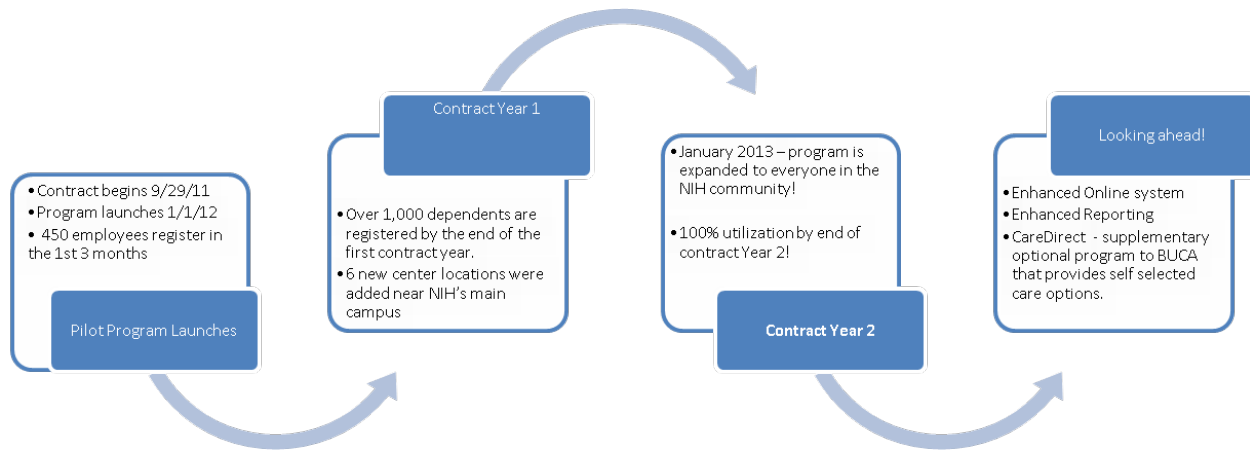 • Contract begins 9/29/11
• Program launches 1/1/12
• 450 employees register in
the 1st 3 months
Pilot Program Launches
Contract Year 1
• Over 1,000 dependents are
registered by the end of the
first contract year.
• 6 new center locations were
added near NIH's main
campus
• January 2013 – program is
expanded to everyone in the
NIH community!
• 100% utilization by end of
contract Year 2!
Contract Year 2
Looking ahead!
• Enhanced Online system
• Enhanced Reporting
• CareDirect - supplementary
optional program to BUCA
that provides self selected
care options.